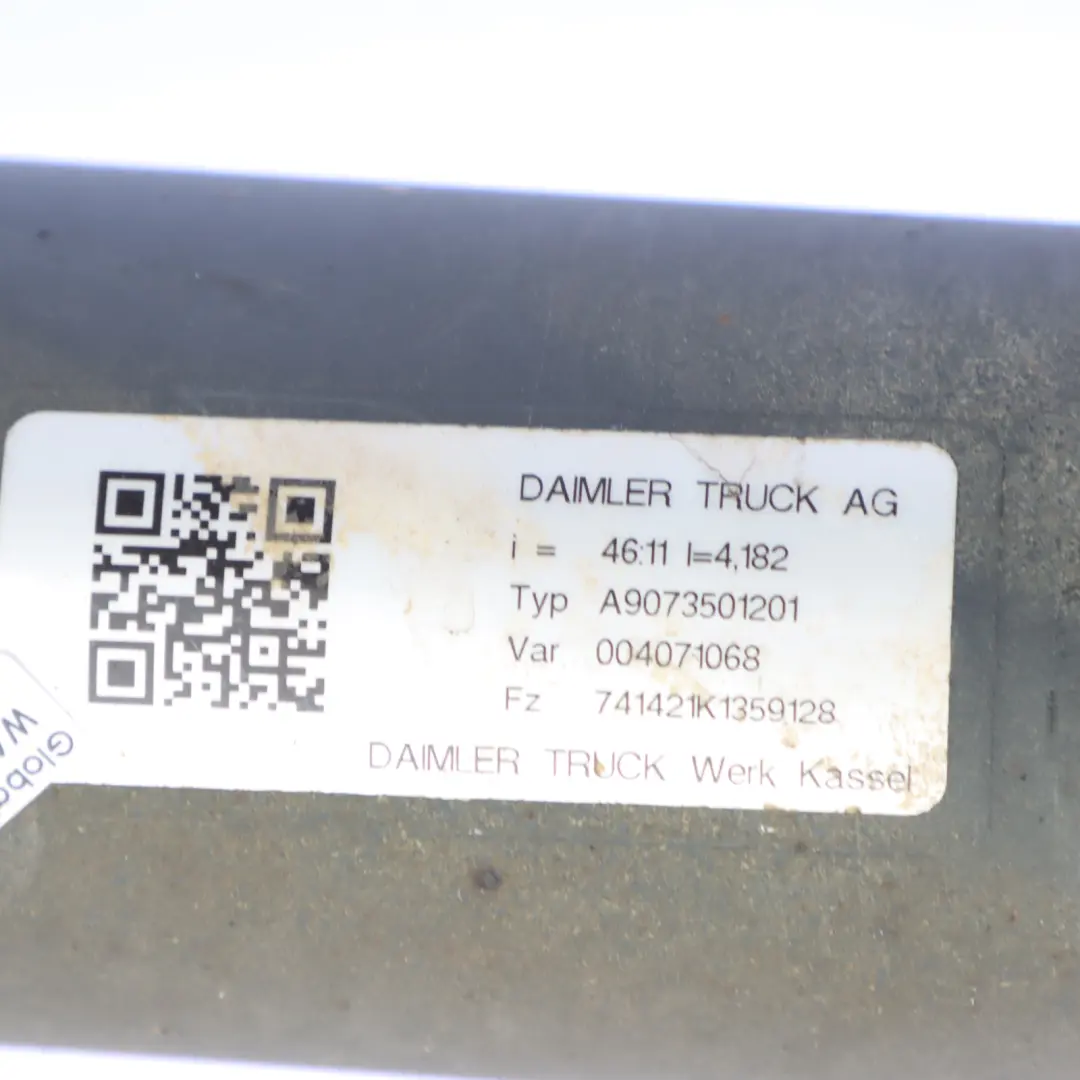 DAIMLER TRUCK AG
i = 46:11 I=4,182
Typ A9073501201
Var 004071068
Fz 741421K1359128
DAIMLER TRUCK Werk Kassel